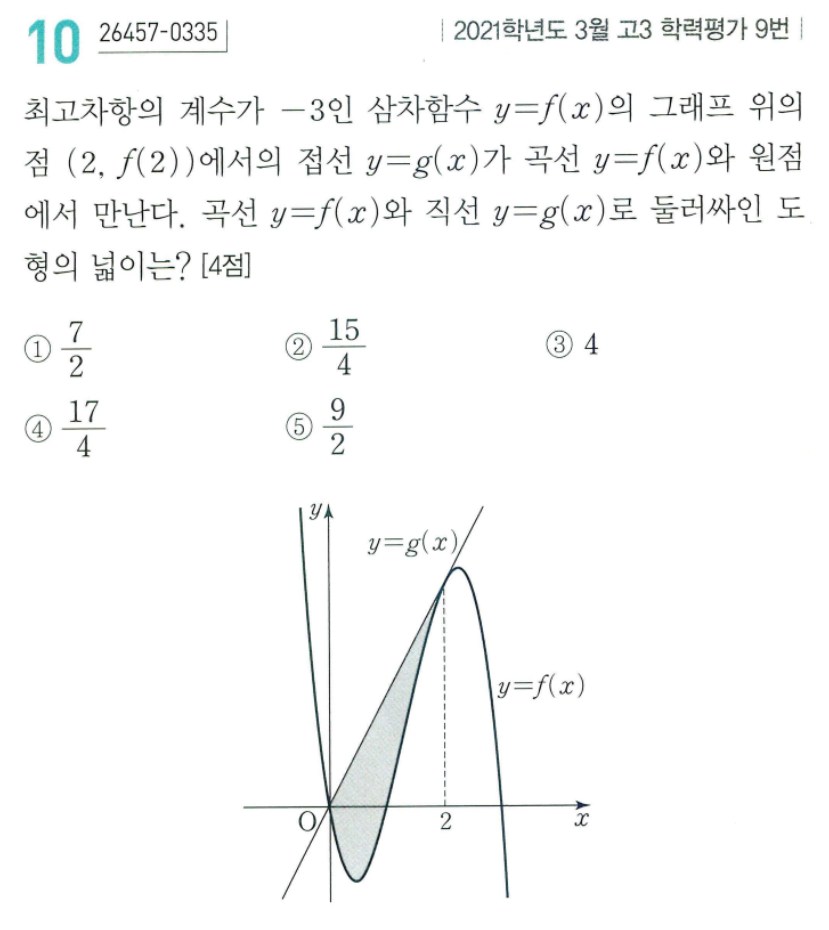 10 26457-0335 | 2021학년도 3월 고3 학력평가 9번 |
최고차항의 계수가 −3인 삼차함수 y=f(x)의 그래프 위의
점 (2, f(2))에서의 접선 y=g(x)가 곡선 y=f(x)와 원점
에서 만난다. 곡선 y=f(x)와 직선 y=g(x)로 둘러싸인 도
형의 넓이는? [4점]
① 7/2 ② 15/4 ③ 4
④ 17/4 ⑤ 9/2
y
y=g(x)
y=f(x)
O 2 x